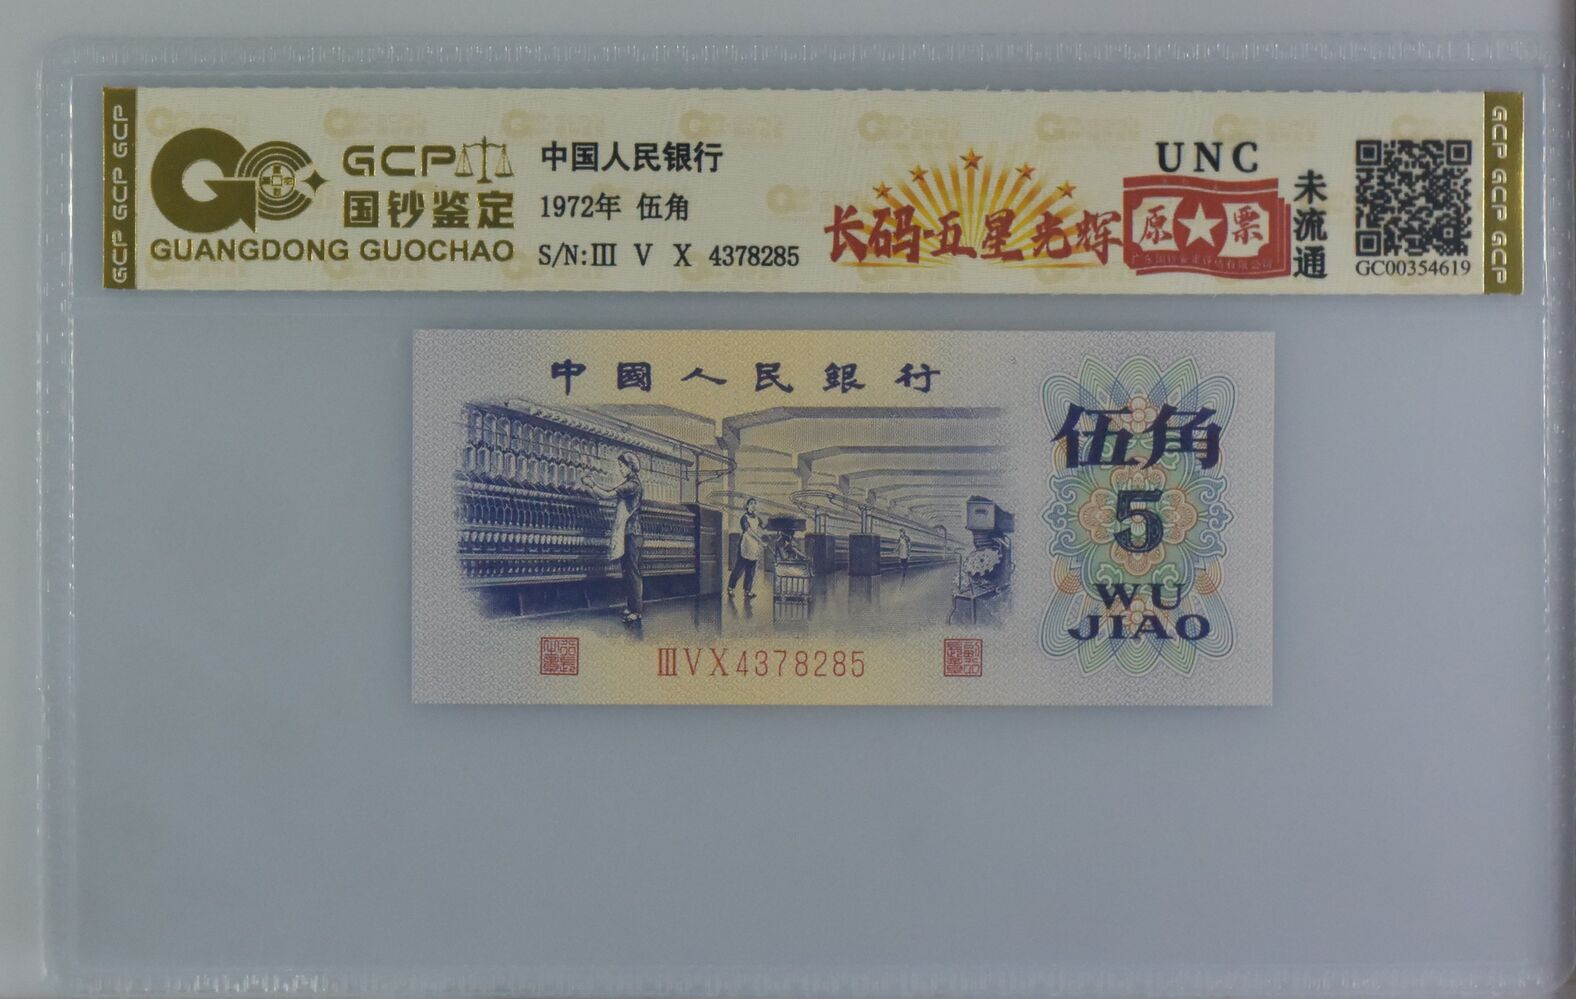 GCP GCP GCP
GCP
国钞鉴定
GUANGDONG GUOCHAO
中国人民银行
1972年 伍角
S/N:Ⅲ V X 4378285
长码-五星光辉
UNC
原★票
未流通
GC00354619
GCP GCP GCP
中國人民銀行
伍角
5
WU
JIAO
ⅢVX4378285